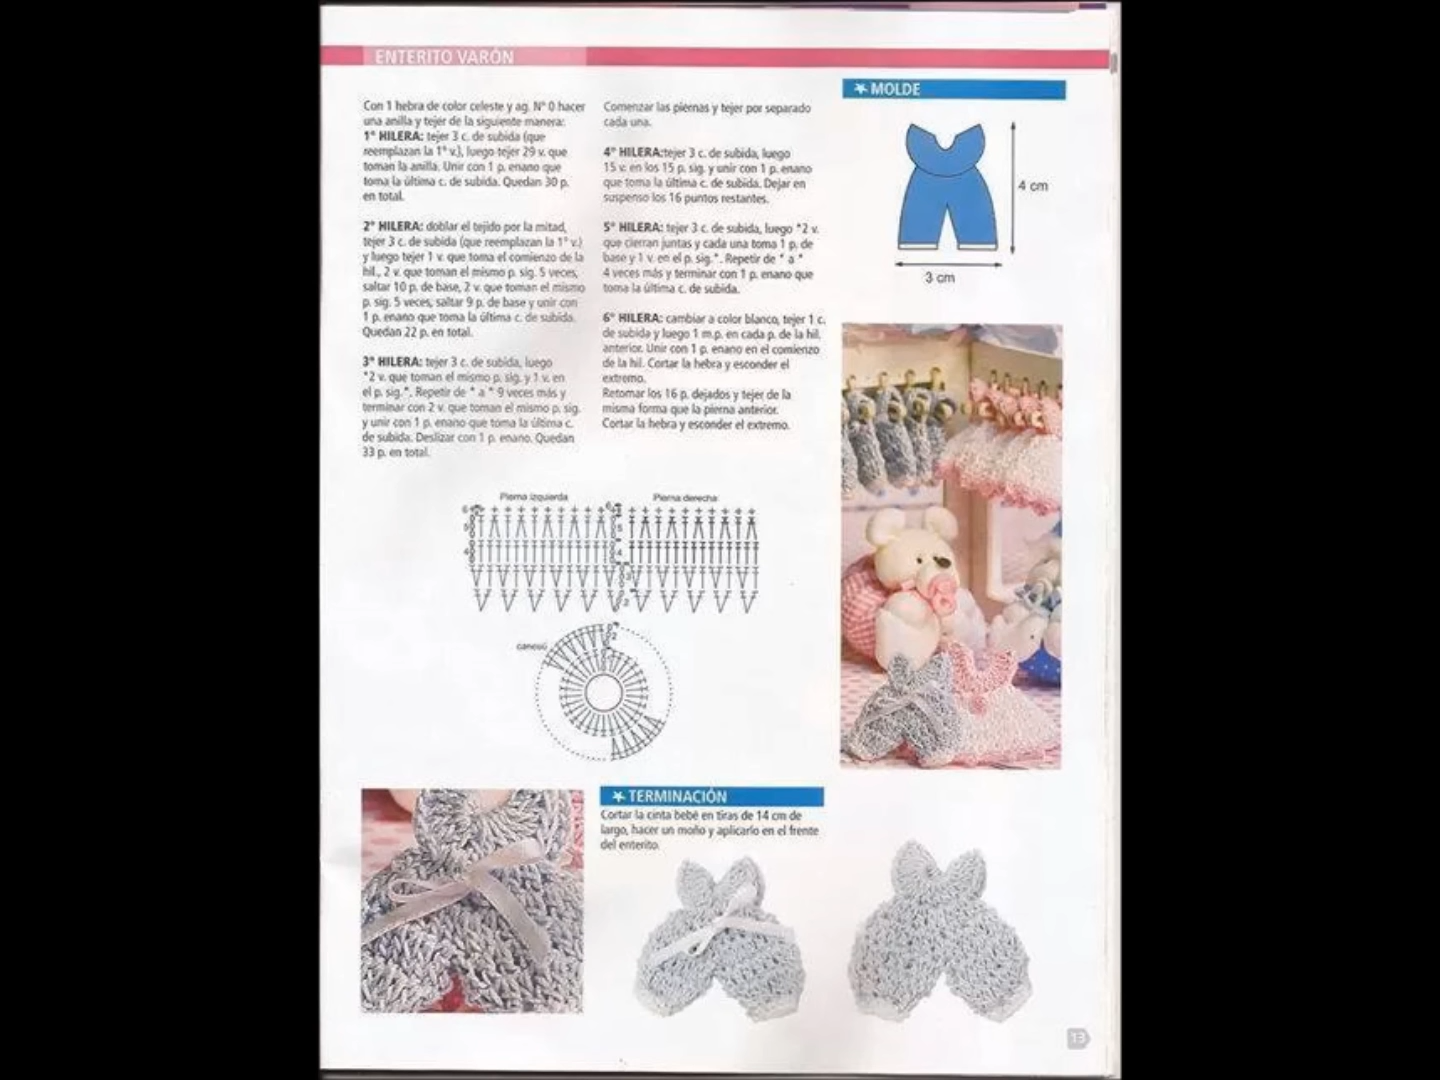 ENTERITO VARÓN
Con 1 hebra de color celeste y ag. N° 0 hacer
una anilla y tejer de la siguiente manera:
1° HILERA: tejer 3 c. de subida (que
reemplazan la 1° v.), luego tejer 29 v. que
toman la anilla. Unir con 1 p. enano que
toma la última c. de subida. Quedan 30 p.
en total.
2° HILERA: doblar el tejido por la mitad,
tejer 3 c. de subida (que reemplazan la 1° v.)
y luego tejer 1 v. que toma el comienzo de la
hil., 2 v. que toman el mismo p. sig. 5 veces,
saltar 10 p. de base, 2 v. que toman el mismo
p. sig. 5 veces, saltar 9 p. de base y unir con
1 p. enano que toma la última c. de subida.
Quedan 22 p. en total.
3° HILERA: tejer 3 c. de subida, luego
*2 v. que toman el mismo p. sig. y 1 v. en
el p. sig.*. Repetir de * a * 9 veces más y
terminar con 2 v. que toman el mismo p. sig.
y unir con 1 p. enano que toma la última c.
de subida. Deslizar con 1 p. enano. Quedan
33 p. en total.
Comenzar las piernas y tejer por separado
cada una.
4° HILERA:tejer 3 c. de subida, luego
15 v. en los 15 p. sig. y unir con 1 p. enano
que toma la última c. de subida. Dejar en
suspenso los 16 puntos restantes.
5° HILERA: tejer 3 c. de subida, luego *2 v.
que cierran juntas y cada una toma 1 p. de
base y 1 v. en el p. sig.*. Repetir de * a *
4 veces más y terminar con 1 p. enano que
toma la última c. de subida.
6° HILERA: cambiar a color blanco, tejer 1 c.
de subida y luego 1 m.p. en cada p. de la hil.
anterior. Unir con 1 p. enano en el comienzo
de la hil. Cortar la hebra y esconder el
extremo.
Retomar los 16 p. dejados y tejer de la
misma forma que la pierna anterior.
Cortar la hebra y esconder el extremo.
MOLDE
4 cm
3 cm
Pierna izquierda
Pierna derecha
canesú
TERMINACIÓN
Cortar la cinta bebé en tiras de 14 cm de
largo, hacer un moño y aplicarlo en el frente
del enterito.
13